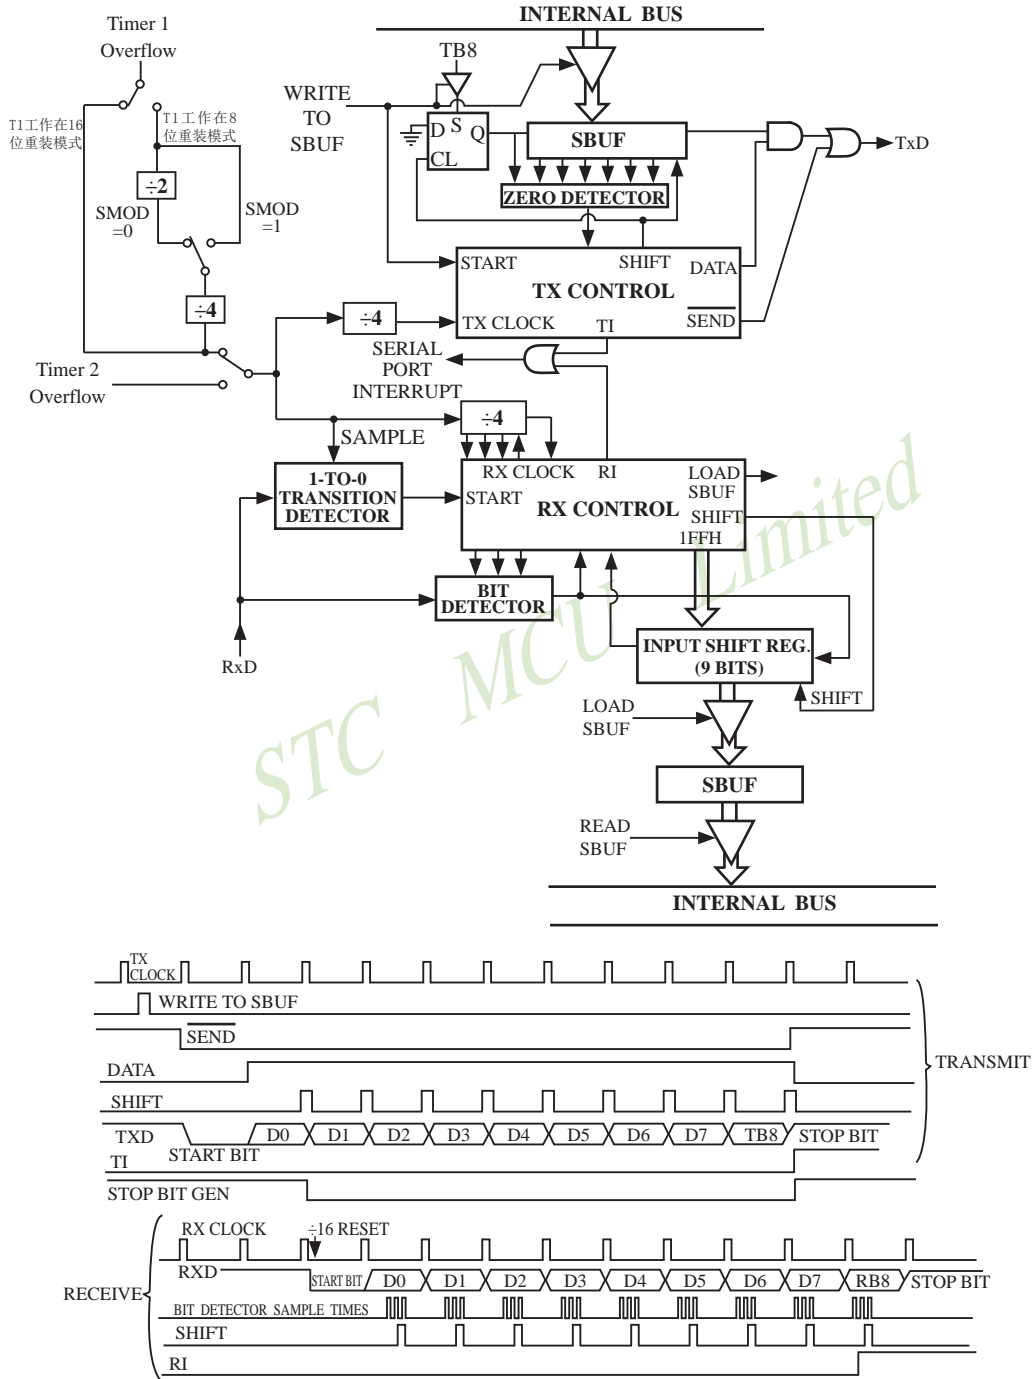 INTERNAL BUS
Timer 1
Overflow
TB8
WRITE
TO
SBUF
T1工作在16
位重装模式
T1工作在8
位重装模式
D S Q
CL
SBUF
TxD
÷2
ZERO DETECTOR
SMOD
=0
SMOD
=1
START
SHIFT
DATA
TX CONTROL
÷4
÷4
TX CLOCK
TI
SEND
SERIAL
PORT
INTERRUPT
Timer 2
Overflow
÷4
SAMPLE
1-TO-0
TRANSITION
DETECTOR
RX CLOCK
RI
LOAD
SBUF
START
RX CONTROL
SHIFT
1FFH
BIT
DETECTOR
RxD
INPUT SHIFT REG.
(9 BITS)
SHIFT
LOAD
SBUF
SBUF
READ
SBUF
INTERNAL BUS
STC MCU Limited
TX
CLOCK
WRITE TO SBUF
SEND
DATA
TRANSMIT
SHIFT
TXD
START BIT
D0 D1 D2 D3 D4 D5 D6 D7 TB8 STOP BIT
TI
STOP BIT GEN
RX CLOCK
÷16 RESET
RXD
START BIT D0 D1 D2 D3 D4 D5 D6 D7 RB8 STOP BIT
RECEIVE
BIT DETECTOR SAMPLE TIMES
SHIFT
RI